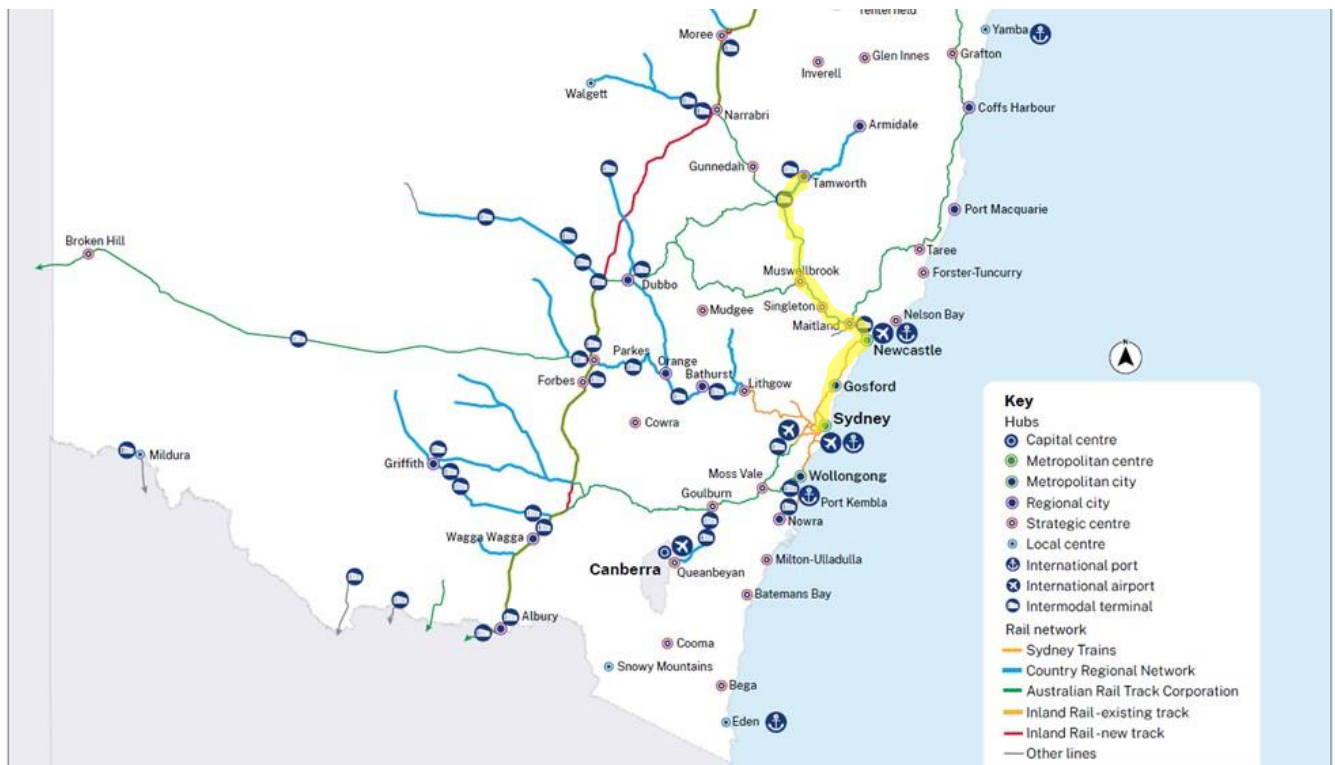 Tenterfield
Yamba
Moree
Grafton
Glen Innes
Inverell
Walgett
Coffs Harbour
Narrabri
Armidale
Gunnedah
Tamworth
Port Macquarie
Broken Hill
Taree
Muswellbrook
Forster-Tuncurry
Dubbo
Singleton
Mudgee
Nelson Bay
Maitland
Newcastle
Parkes
Orange
Bathurst
Lithgow
Forbes
Gosford
Sydney
Cowra
Mildura
Griffith
Moss Vale
Wollongong
Goulburn
Port Kembla
Nowra
Wagga Wagga
Canberra
Queanbeyan
Milton-Ulladulla
Batemans Bay
Albury
Cooma
Snowy Mountains
Bega
Eden
Key
Hubs
Capital centre
Metropolitan centre
Metropolitan city
Regional city
Strategic centre
Local centre
International port
International airport
Intermodal terminal
Rail network
Sydney Trains
Country Regional Network
Australian Rail Track Corporation
Inland Rail-existing track
Inland Rail-new track
Other lines